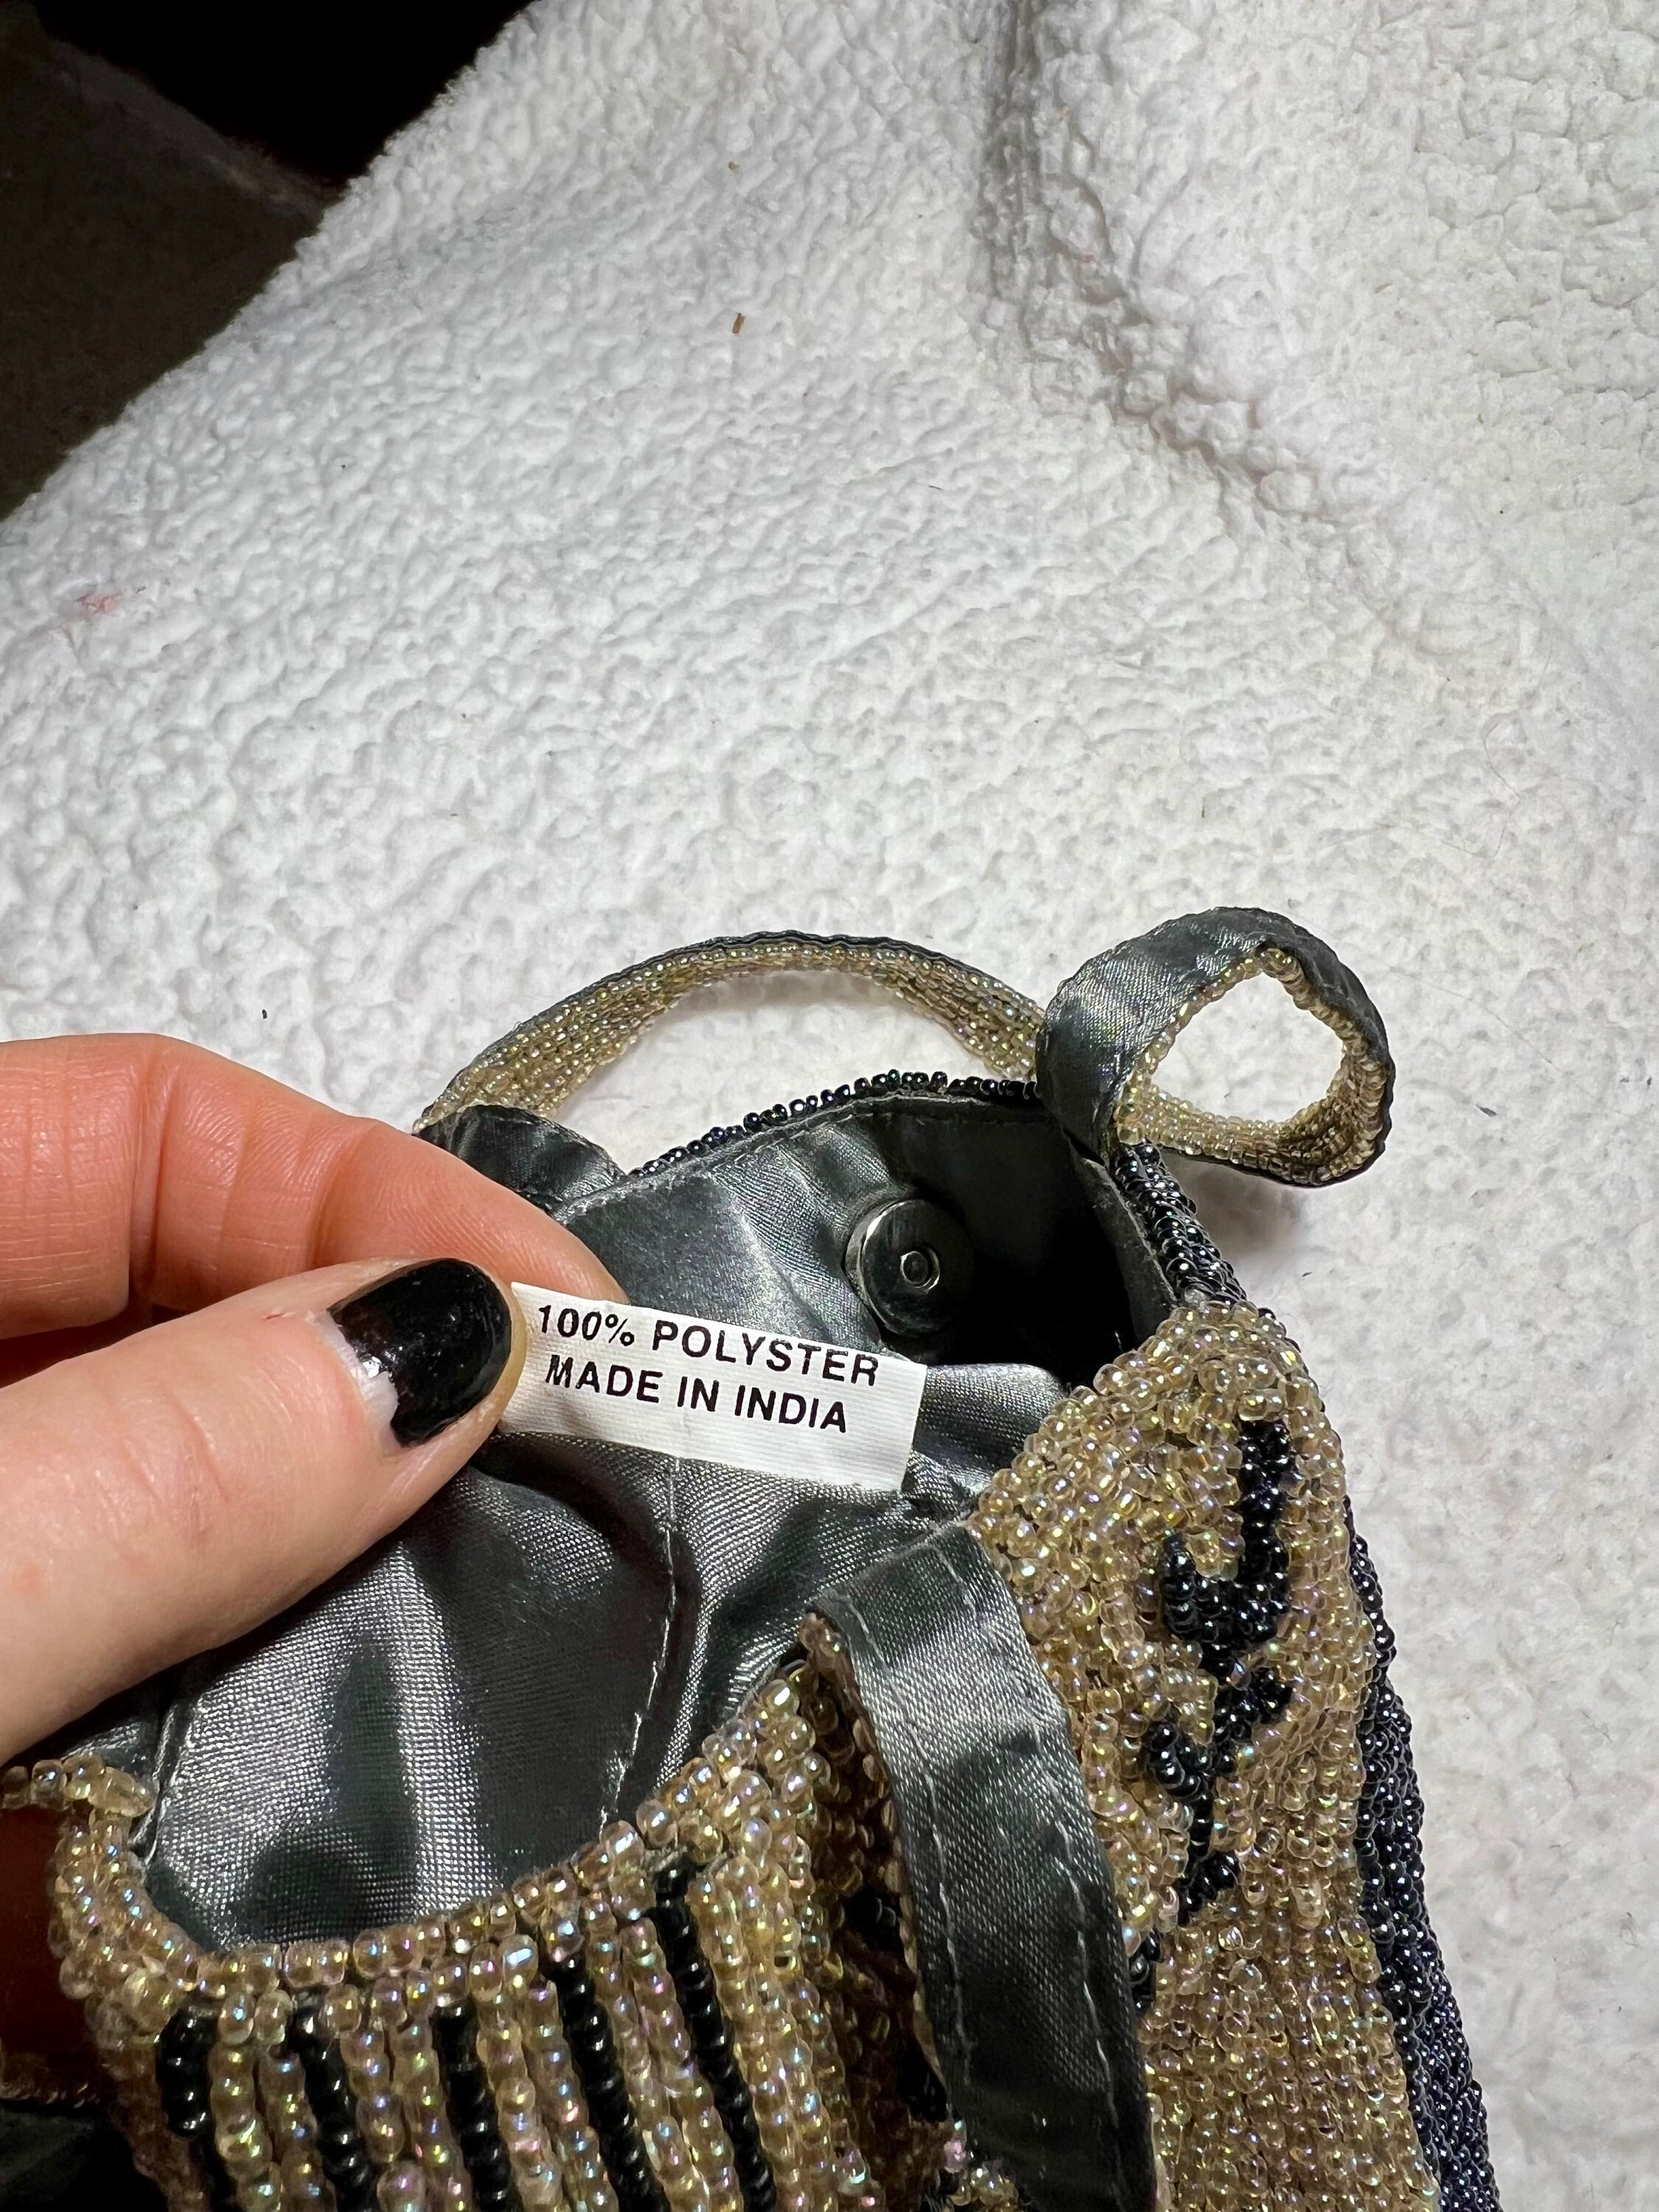 100% POLYSTER
MADE IN INDIA